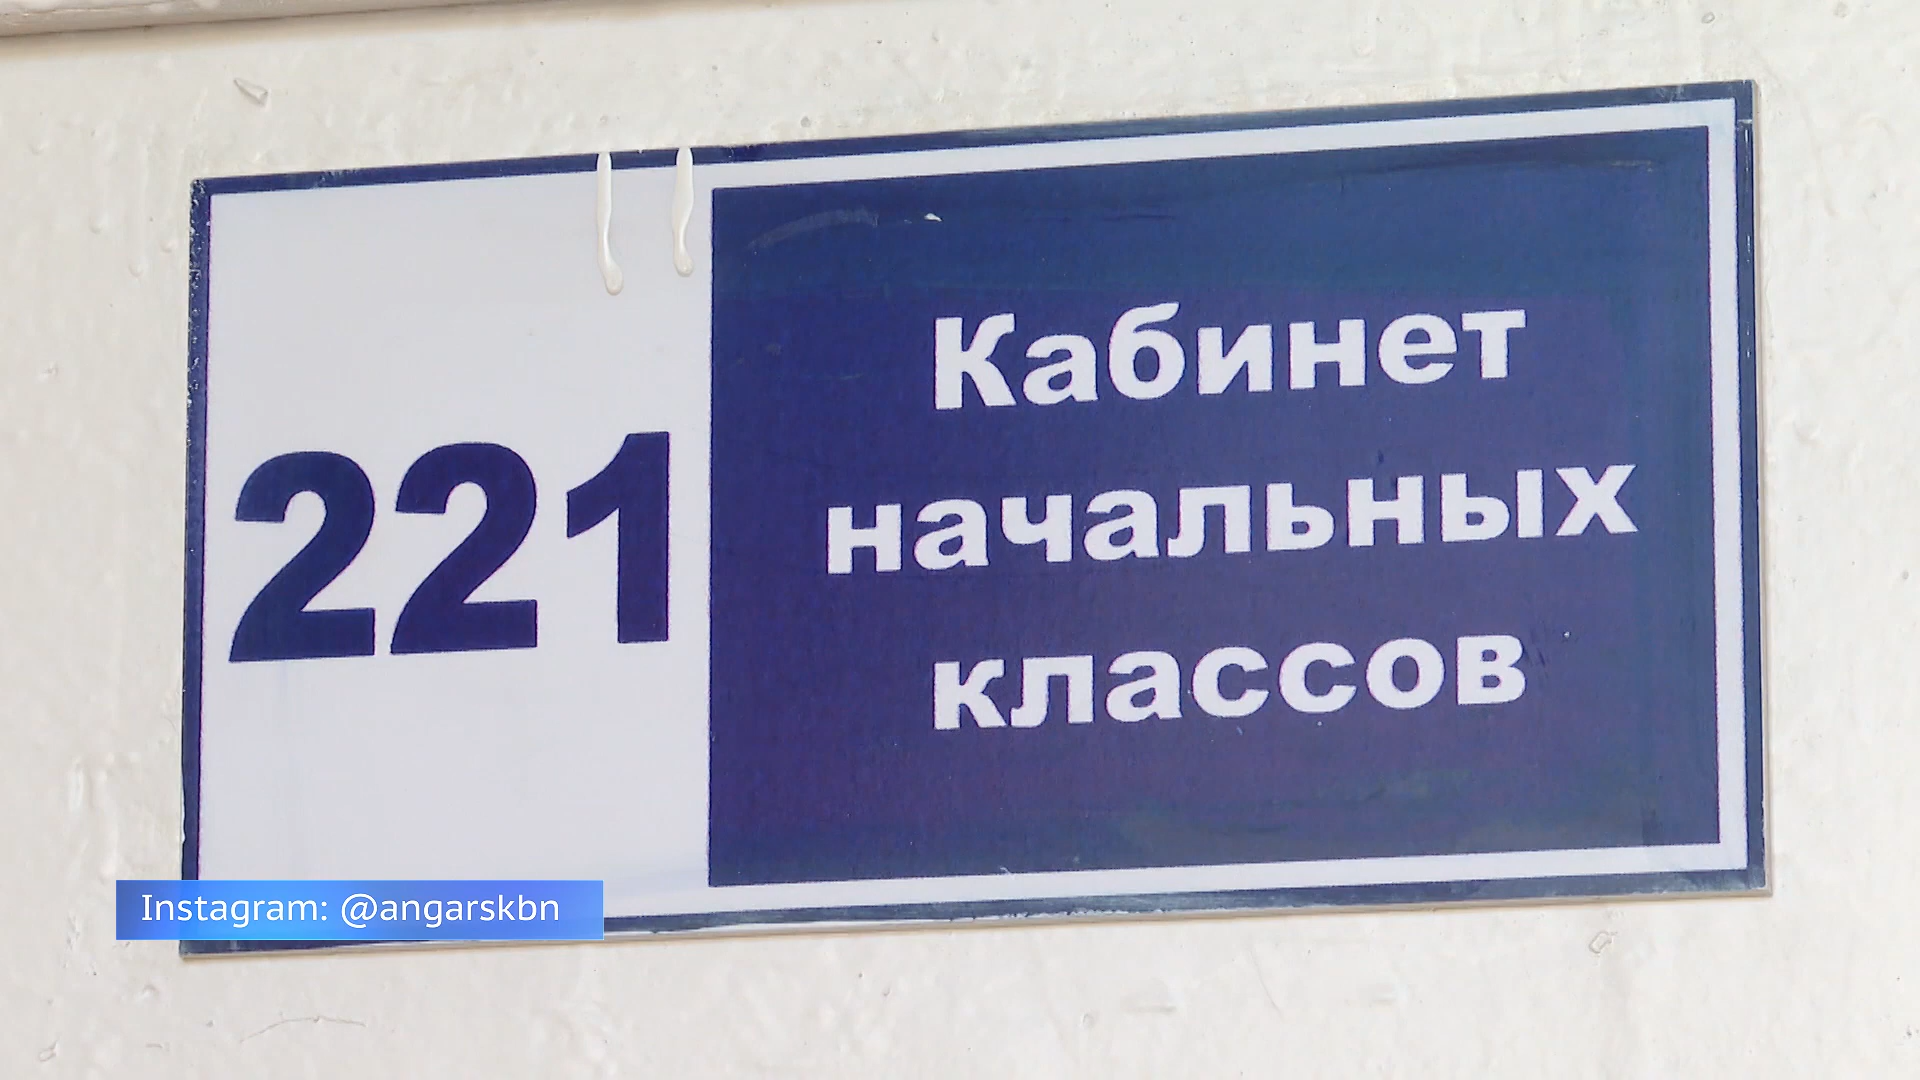 221
Кабинет
начальных
классов
Instagram: @angarskbn